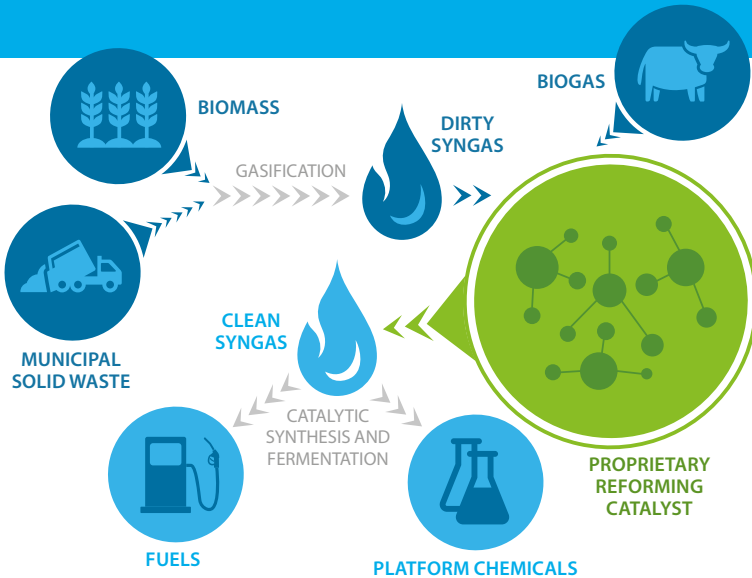 BIOMASS
BIOGAS
DIRTY
SYNGAS
GASIFICATION
CLEAN
SYNGAS
MUNICIPAL
SOLID WASTE
CATALYTIC
SYNTHESIS AND
FERMENTATION
PROPRIETARY
REFORMING
CATALYST
FUELS
PLATFORM CHEMICALS